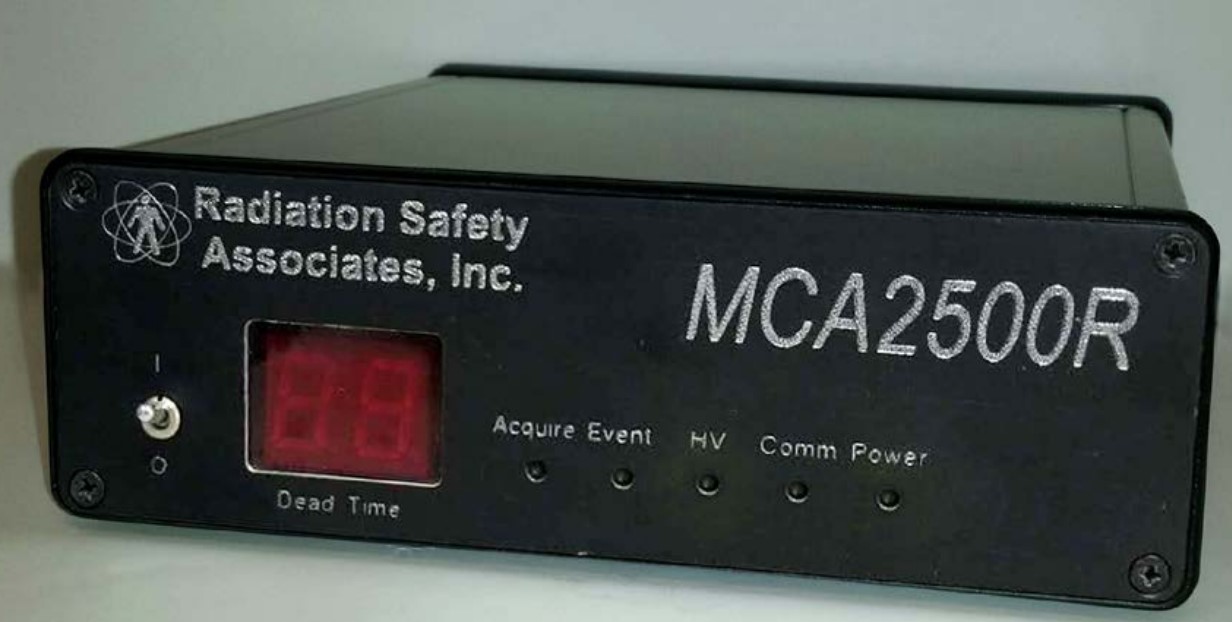 Radiation Safety
Associates, Inc.
MCA2500R
I
O
Dead Time
Acquire Event HV Comm Power